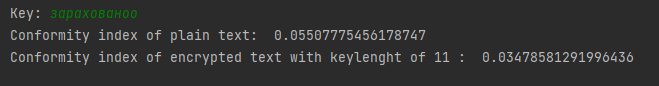 Key: зарахованоо
Conformity index of plain text:  0.05507775456178747
Conformity index of encrypted text with keylenght of 11 :  0.03478581291996436